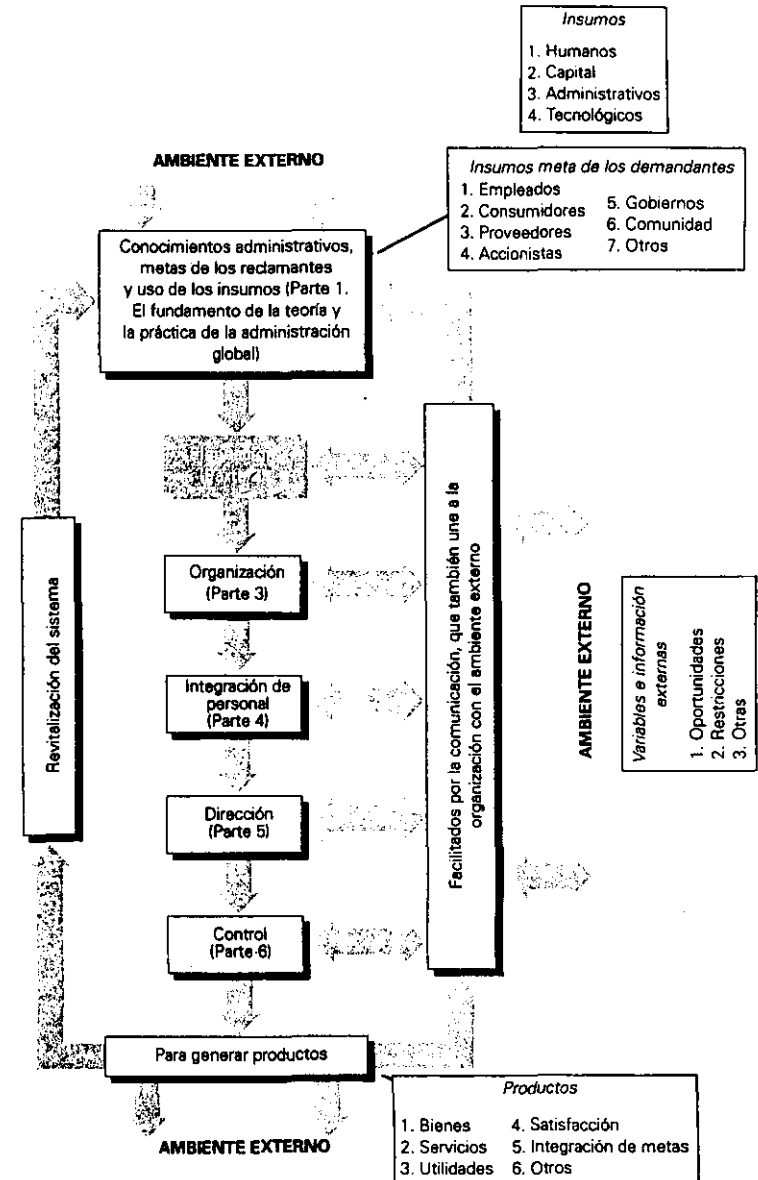 Insumos
1. Humanos
2. Capital
3. Administrativos
4. Tecnológicos
AMBIENTE EXTERNO
Insumos meta de los demandantes
1. Empleados
2. Consumidores
3. Proveedores
4. Accionistas
5. Gobiernos
6. Comunidad
7. Otros
Conocimientos administrativos,
metas de los reclamantes
y uso de los insumos (Parte 1.
El fundamento de la teoría y
la práctica de la administración
global)
Organización
(Parte 3)
Integración de
personal
(Parte 4)
Dirección
(Parte 5)
Control
(Parte 6)
Revitalización del sistema
Facilitados por la comunicación, que también une a la
organización con el ambiente externo
AMBIENTE EXTERNO
Variables e información
externas
1. Oportunidades
2. Restricciones
3. Otras
Para generar productos
AMBIENTE EXTERNO
Productos
1. Bienes
2. Servicios
3. Utilidades
4. Satisfacción
5. Integración de metas
6. Otros